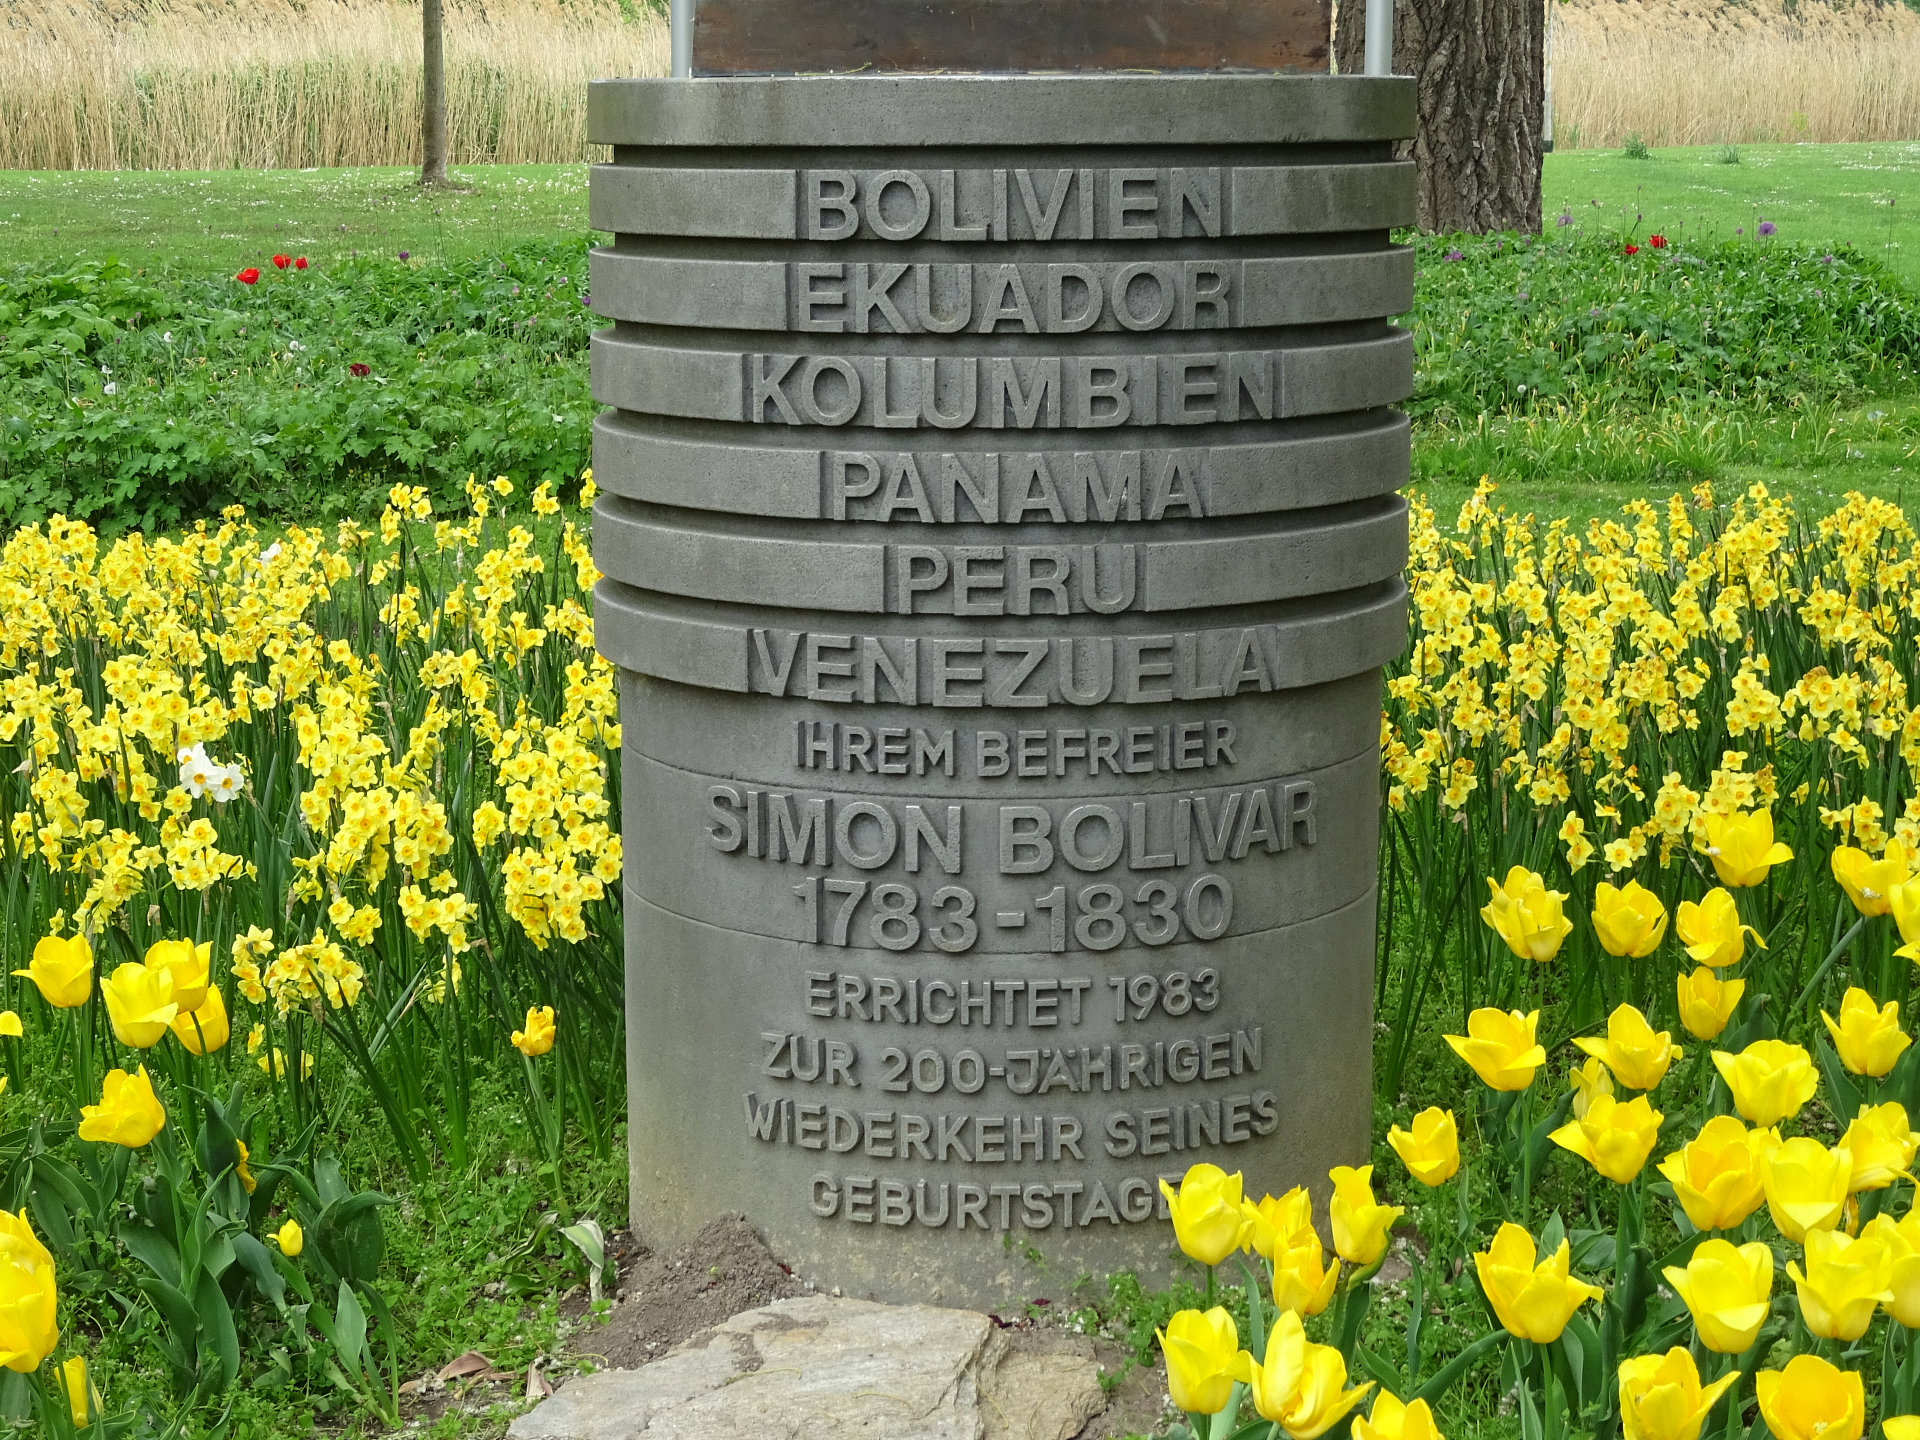 BOLIVIEN
EKUADOR
KOLUMBIEN
PANAMA
PERU
VENEZUELA
IHREM BEFREIER
SIMON BOLIVAR
1783-1830
ERRICHTET 1983
ZUR 200-JÄHRIGEN
WIEDERKEHR SEINES
GEBURTSTAGES